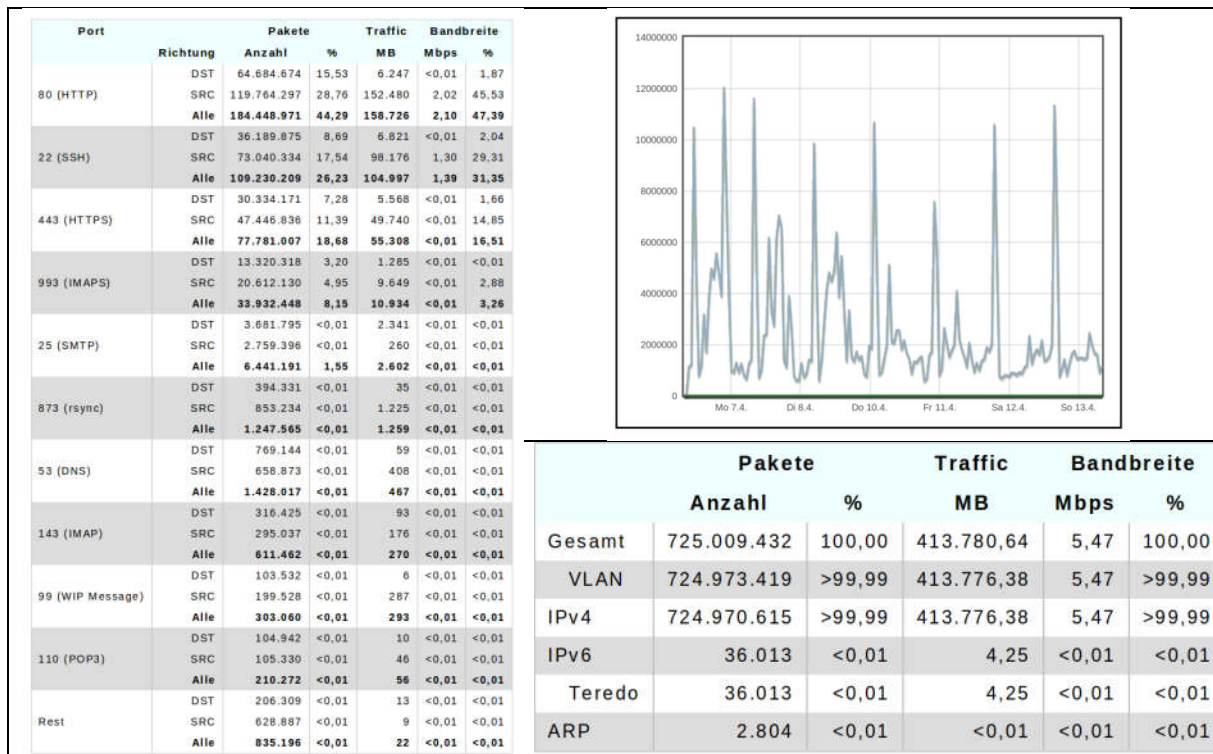 Port Pakete Traffic Bandbreite
Richtung Anzahl % MB Mbps %
DST 64.684.674 15,53 6.247 <0,01 1,87
80 (HTTP) SRC 119.764.297 28,76 152.480 2,02 45,53
Alle 184.448.971 44,29 158.726 2,10 47,39
DST 36.189.875 8,69 6.821 <0,01 2,04
22 (SSH) SRC 73.040.334 17,54 98.176 1,30 29,31
Alle 109.230.209 26,23 104.997 1,39 31,35
DST 30.334.171 7,28 5.568 <0,01 1,66
443 (HTTPS) SRC 47.446.836 11,39 49.740 <0,01 14,85
Alle 77.781.007 18,68 55.308 <0,01 16,51
DST 13.320.318 3,20 1.285 <0,01 <0,01
993 (IMAPS) SRC 20.612.130 4,95 9.649 <0,01 2,88
Alle 33.932.448 8,15 10.934 <0,01 3,26
DST 3.681.795 <0,01 2.341 <0,01 <0,01
25 (SMTP) SRC 2.759.396 <0,01 260 <0,01 <0,01
Alle 6.441.191 1,55 2.602 <0,01 <0,01
DST 394.331 <0,01 35 <0,01 <0,01
873 (rsync) SRC 853.234 <0,01 1.225 <0,01 <0,01
Alle 1.247.565 <0,01 1.259 <0,01 <0,01
DST 769.144 <0,01 59 <0,01 <0,01
53 (DNS) SRC 658.873 <0,01 408 <0,01 <0,01
Alle 1.428.017 <0,01 467 <0,01 <0,01
DST 316.425 <0,01 93 <0,01 <0,01
143 (IMAP) SRC 295.037 <0,01 176 <0,01 <0,01
Alle 611.462 <0,01 270 <0,01 <0,01
DST 103.532 <0,01 6 <0,01 <0,01
99 (WIP Message) SRC 199.528 <0,01 287 <0,01 <0,01
Alle 303.060 <0,01 293 <0,01 <0,01
DST 104.942 <0,01 10 <0,01 <0,01
110 (POP3) SRC 105.330 <0,01 46 <0,01 <0,01
Alle 210.272 <0,01 56 <0,01 <0,01
DST 206.309 <0,01 13 <0,01 <0,01
Rest SRC 628.887 <0,01 9 <0,01 <0,01
Alle 835.196 <0,01 22 <0,01 <0,01
14000000
12000000
10000000
8000000
6000000
4000000
2000000
0
Mo 7.4. Di 8.4. Do 10.4. Fr 11.4. Sa 12.4. So 13.4.
Pakete Traffic Bandbreite
Anzahl % MB Mbps %
Gesamt 725.009.432 100,00 413.780,64 5,47 100,00
VLAN 724.973.419 >99,99 413.776,38 5,47 >99,99
IPv4 724.970.615 >99,99 413.776,38 5,47 >99,99
IPv6 36.013 <0,01 4,25 <0,01 <0,01
Teredo 36.013 <0,01 4,25 <0,01 <0,01
ARP 2.804 <0,01 <0,01 <0,01 <0,01